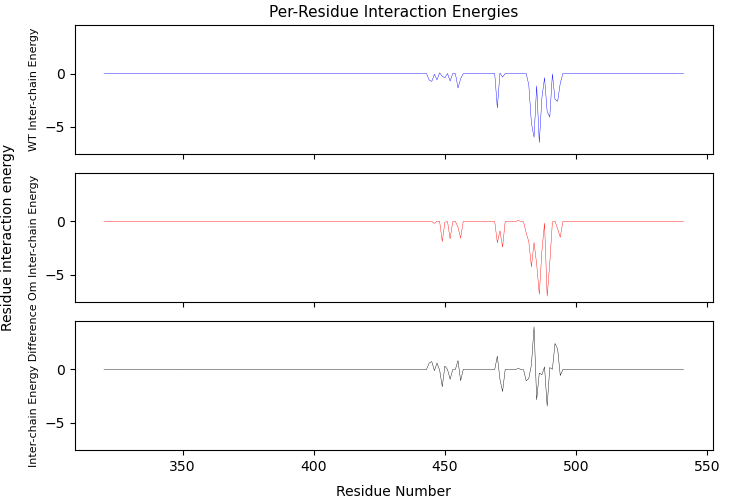 Per-Residue Interaction Energies
Residue interaction energy
WT Inter-chain Energy
0
−5
Om Inter-chain Energy
0
−5
Inter-chain Energy Difference
0
−5
350
400
450
500
550
Residue Number